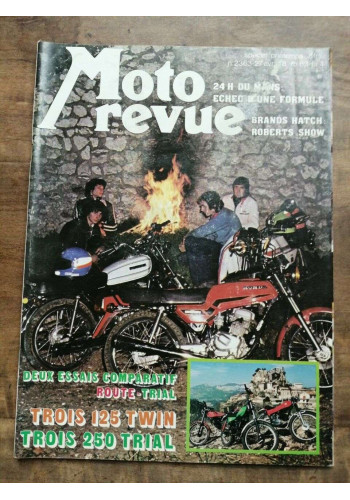 Moto
revue
24 H DU MANS
ECHEC D'UNE FORMULE
BRANDS HATCH
ROBERTS SHOW
DEUX ESSAIS COMPARATIF
ROUTE-TRIAL
TROIS 125 TWIN
TROIS 250 TRIAL